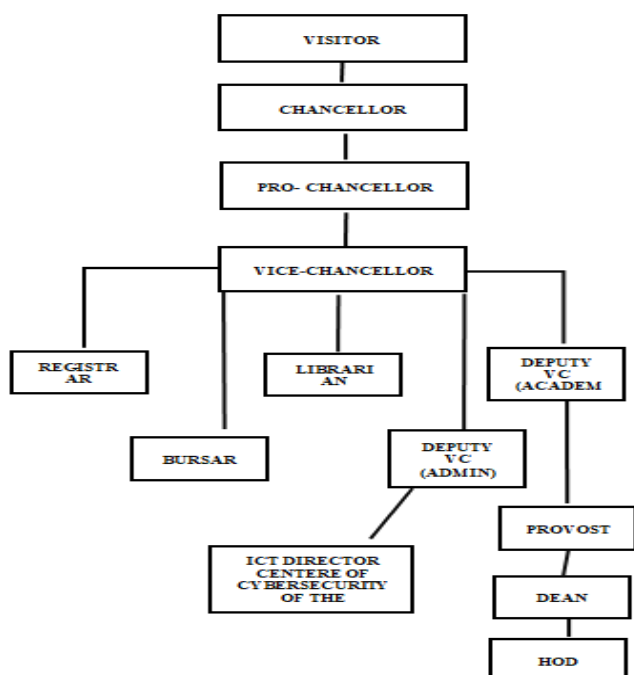 VISITOR
CHANCELLOR
PRO- CHANCELLOR
VICE-CHANCELLOR
REGISTR
AR
LIBRARI
AN
DEPUTY
VC
(ACADEM
BURSAR
DEPUTY
VC
(ADMIN)
PROVOST
ICT DIRECTOR
CENTERE OF
CYBERSECURITY
OF THE
DEAN
HOD